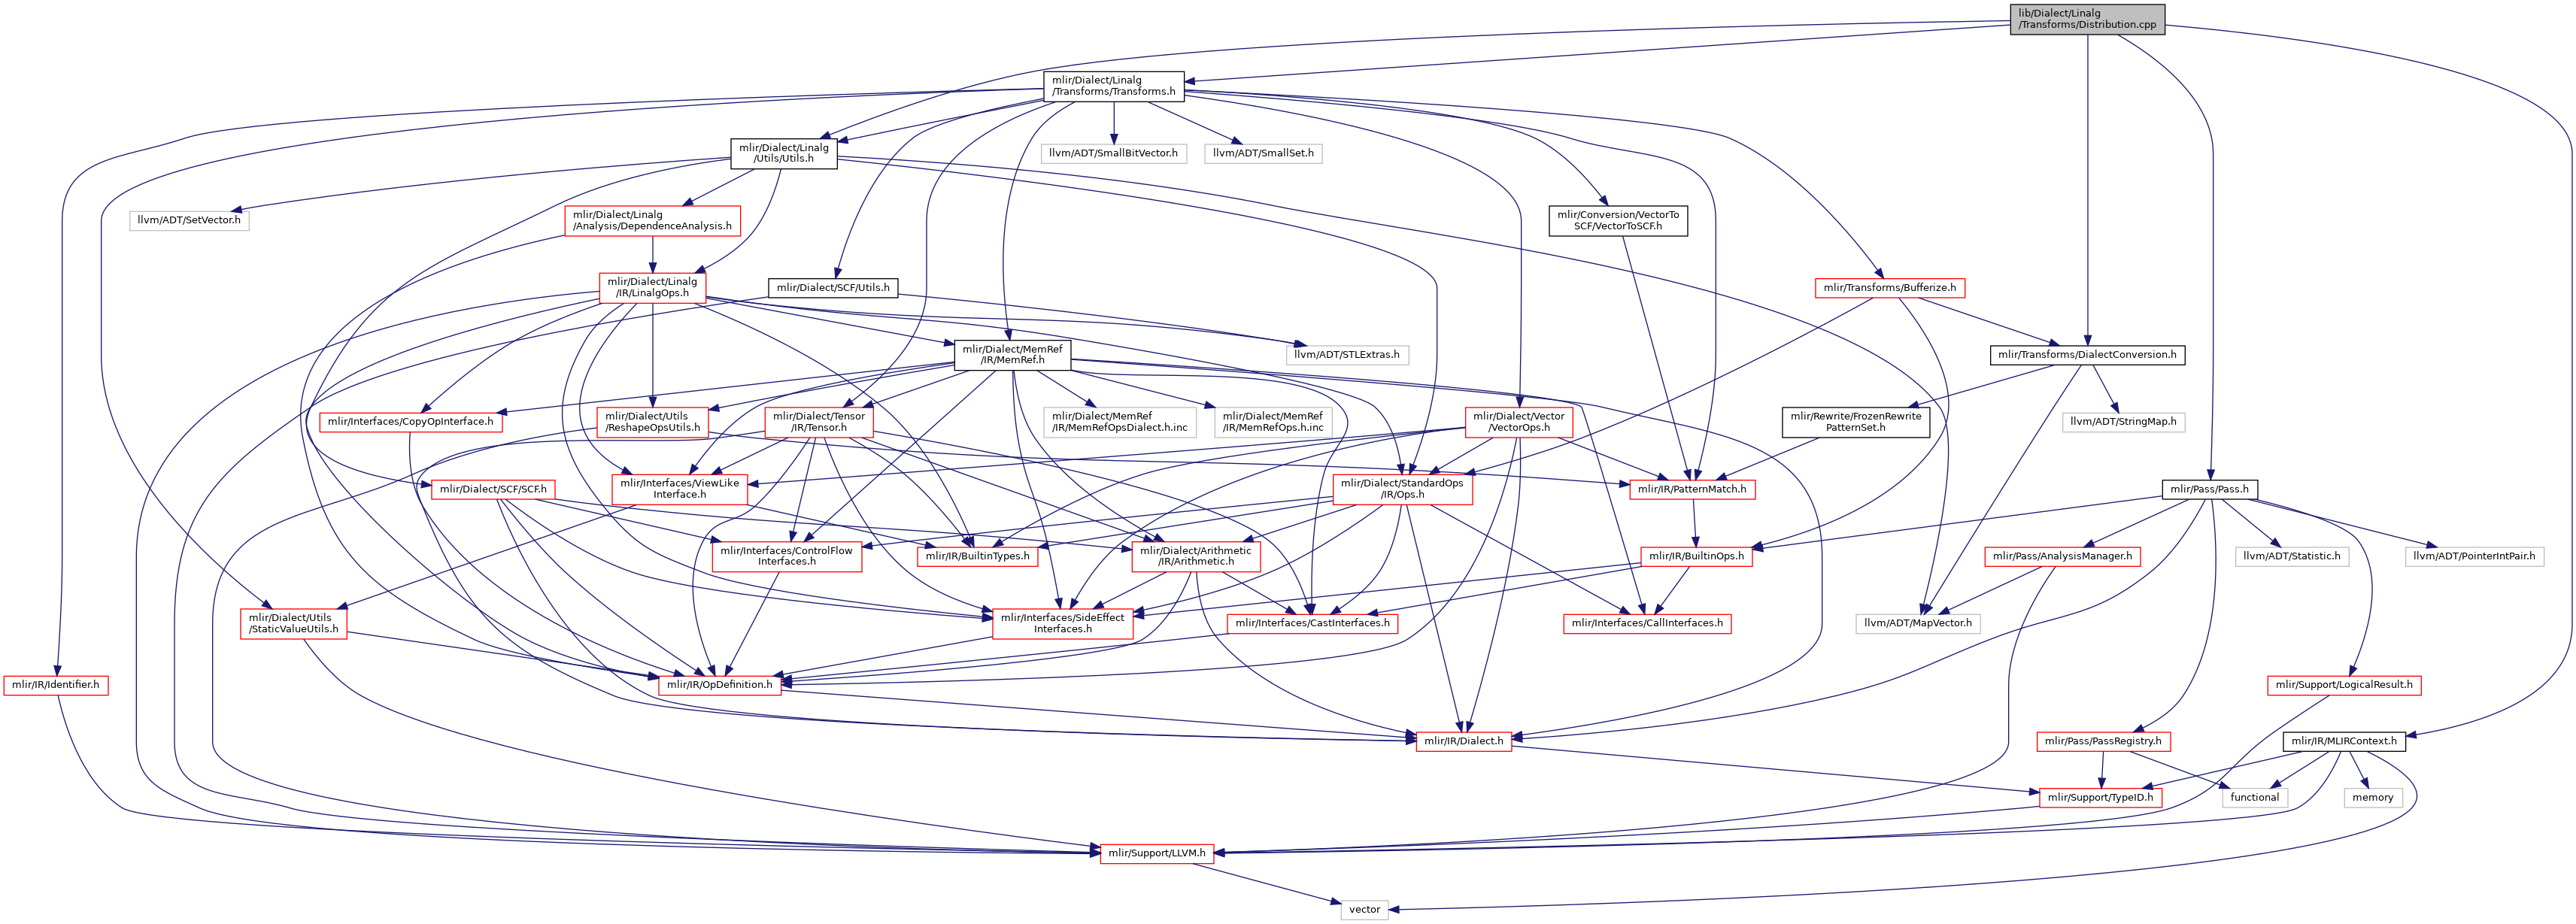 lib/Dialect/Linalg
/Transforms/Distribution.cpp
mlir/Dialect/Linalg
/Transforms/Transforms.h
mlir/Dialect/Linalg
/Utils/Utils.h
llvm/ADT/SmallBitVector.h
llvm/ADT/SmallSet.h
llvm/ADT/SetVector.h
mlir/Dialect/Linalg
/Analysis/DependenceAnalysis.h
mlir/Conversion/VectorTo
SCF/VectorToSCF.h
mlir/Dialect/Linalg
/IR/LinalgOps.h
mlir/Dialect/SCF/Utils.h
mlir/Transforms/Bufferize.h
mlir/Dialect/MemRef
/IR/MemRef.h
llvm/ADT/STLExtras.h
mlir/Transforms/DialectConversion.h
mlir/Interfaces/CopyOpInterface.h
mlir/Dialect/Utils
/ReshapeOpsUtils.h
mlir/Dialect/Tensor
/IR/Tensor.h
mlir/Dialect/MemRef
/IR/MemRefOpsDialect.h.inc
mlir/Dialect/MemRef
/IR/MemRefOps.h.inc
mlir/Dialect/Vector
/VectorOps.h
mlir/Rewrite/FrozenRewrite
PatternSet.h
llvm/ADT/StringMap.h
mlir/Dialect/SCF/SCF.h
mlir/Interfaces/ViewLike
Interface.h
mlir/Dialect/StandardOps
/IR/Ops.h
mlir/IR/PatternMatch.h
mlir/Pass/Pass.h
mlir/Interfaces/ControlFlow
Interfaces.h
mlir/IR/BuiltinTypes.h
mlir/Dialect/Arithmetic
/IR/Arithmetic.h
mlir/IR/BuiltinOps.h
mlir/Pass/AnalysisManager.h
llvm/ADT/Statistic.h
llvm/ADT/PointerIntPair.h
mlir/Dialect/Utils
/StaticValueUtils.h
mlir/Interfaces/SideEffect
Interfaces.h
mlir/Interfaces/CastInterfaces.h
mlir/Interfaces/CallInterfaces.h
llvm/ADT/MapVector.h
mlir/IR/Identifier.h
mlir/IR/OpDefinition.h
mlir/Support/LogicalResult.h
mlir/IR/Dialect.h
mlir/Pass/PassRegistry.h
mlir/IR/MLIRContext.h
mlir/Support/TypeID.h
functional
memory
mlir/Support/LLVM.h
vector